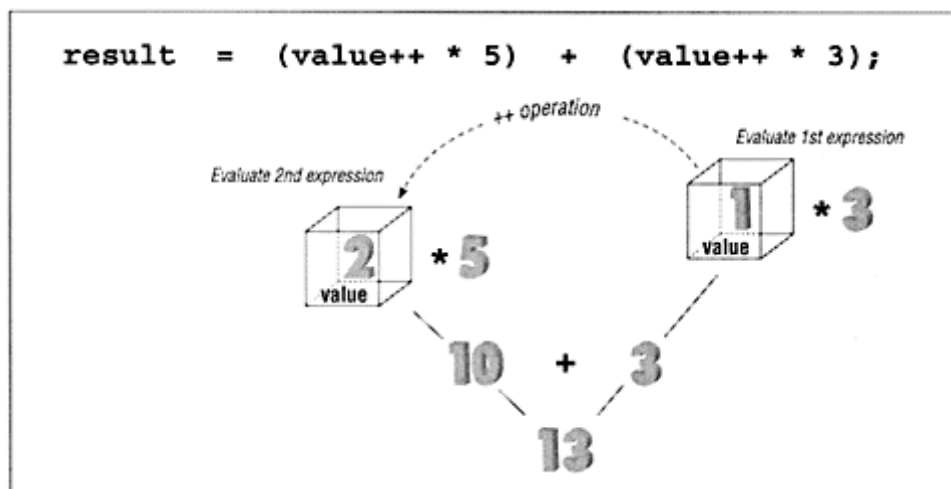 result = (value++ * 5) + (value++ * 3);
++ operation
Evaluate 1st expression
Evaluate 2nd expression
1
value
* 3
2
value
* 5
10 + 3
13